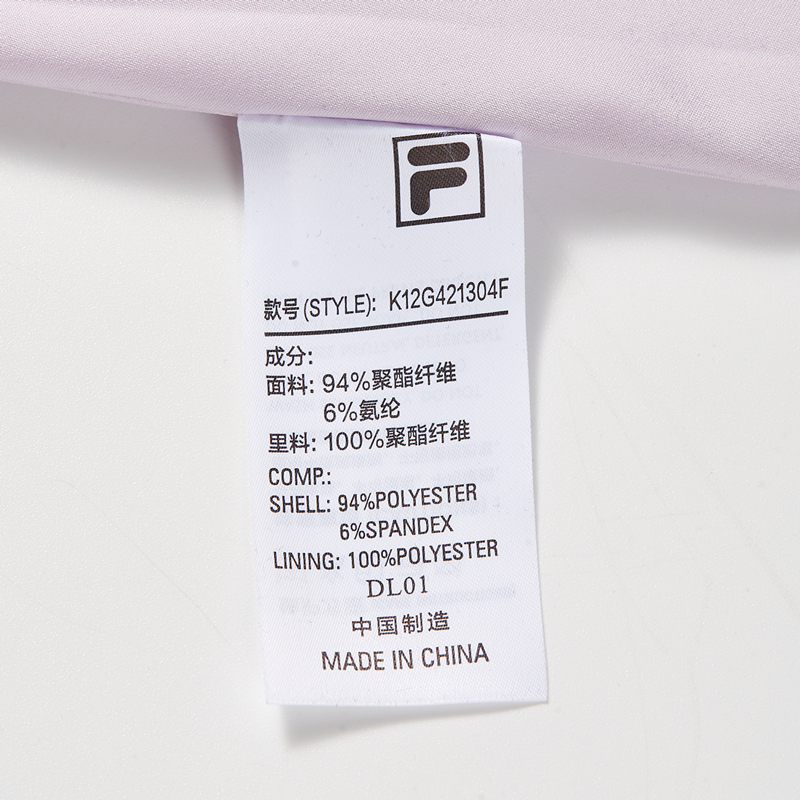 F
款号(STYLE): K12G421304F
成分:
面料: 94%聚酯纤维
6%氨纶
里料: 100%聚酯纤维
COMP.:
SHELL: 94%POLYESTER
6%SPANDEX
LINING: 100%POLYESTER
DL01
中国制造
MADE IN CHINA